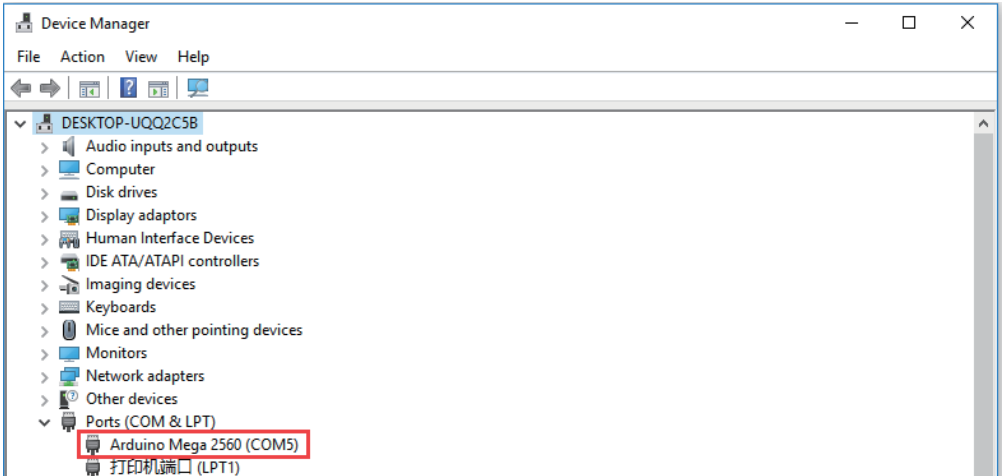 Device Manager
File Action View Help
DESKTOP-UQQ2C5B
Audio inputs and outputs
Computer
Disk drives
Display adaptors
Human Interface Devices
IDE ATA/ATAPI controllers
Imaging devices
Keyboards
Mice and other pointing devices
Monitors
Network adapters
Other devices
Ports (COM & LPT)
Arduino Mega 2560 (COM5)
打印机端口 (LPT1)